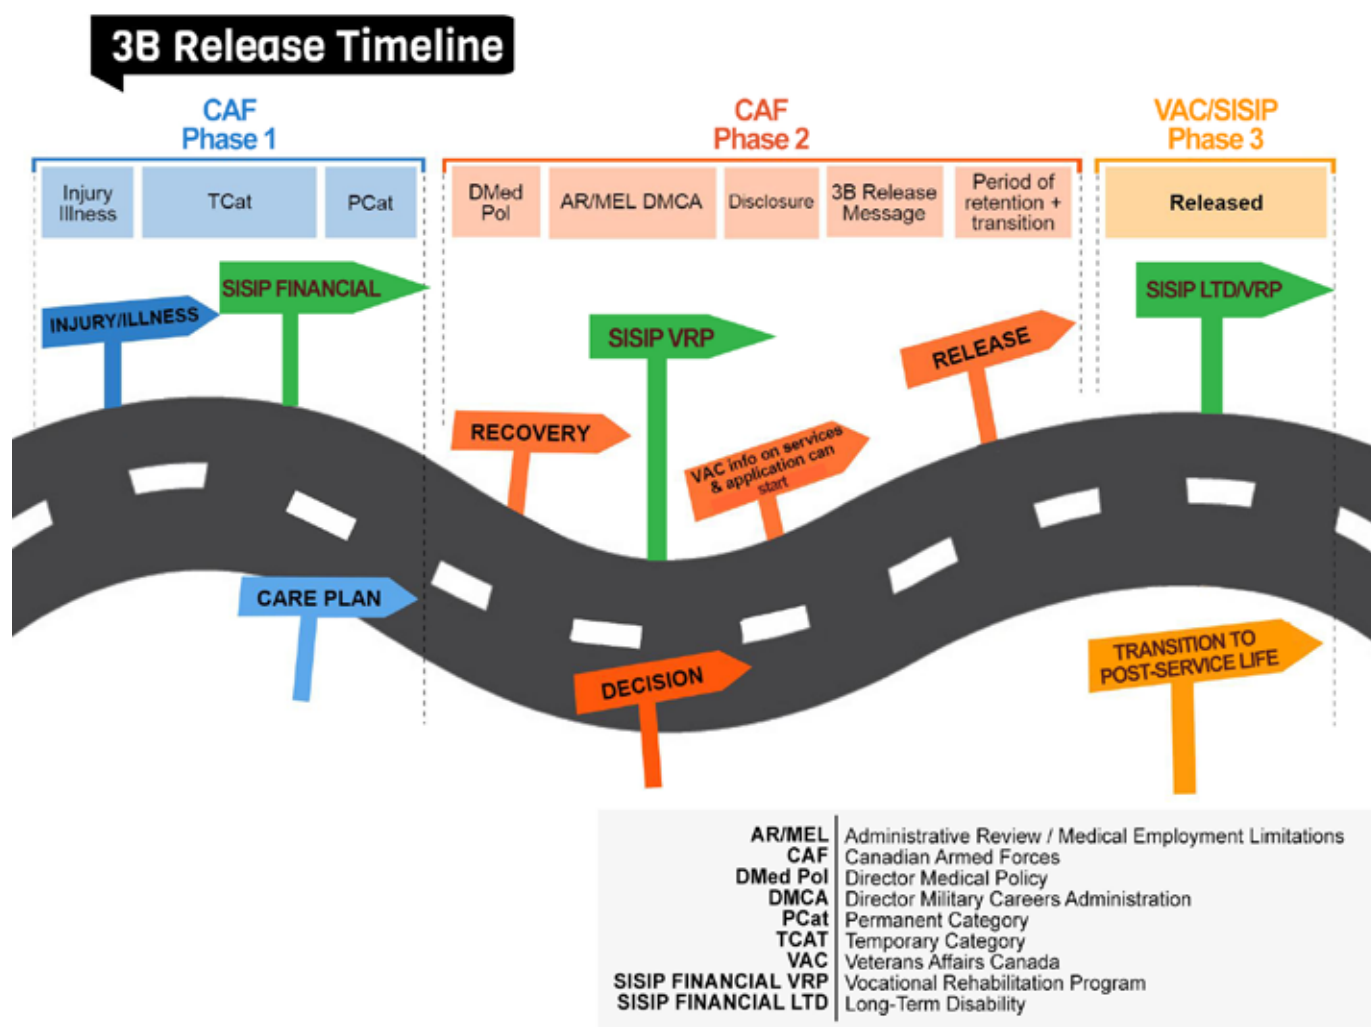 3B Release Timeline
CAF
Phase 1
CAF
Phase 2
VAC/SISIP
Phase 3
Injury
Illness
TCat
PCat
DMed
Pol
AR/MEL DMCA
Disclosure
3B Release
Message
Period of
retention +
transition
Released
INJURY/ILLNESS
SISIP FINANCIAL
SISIP VRP
RELEASE
SISIP LTD/VRP
RECOVERY
VAC info on services
& application can
start
CARE PLAN
DECISION
TRANSITION TO
POST-SERVICE LIFE
AR/MEL Administrative Review / Medical Employment Limitations
CAF Canadian Armed Forces
DMed Pol Director Medical Policy
DMCA Director Military Careers Administration
PCat Permanent Category
TCAT Temporary Category
VAC Veterans Affairs Canada
SISIP FINANCIAL VRP Vocational Rehabilitation Program
SISIP FINANCIAL LTD Long-Term Disability